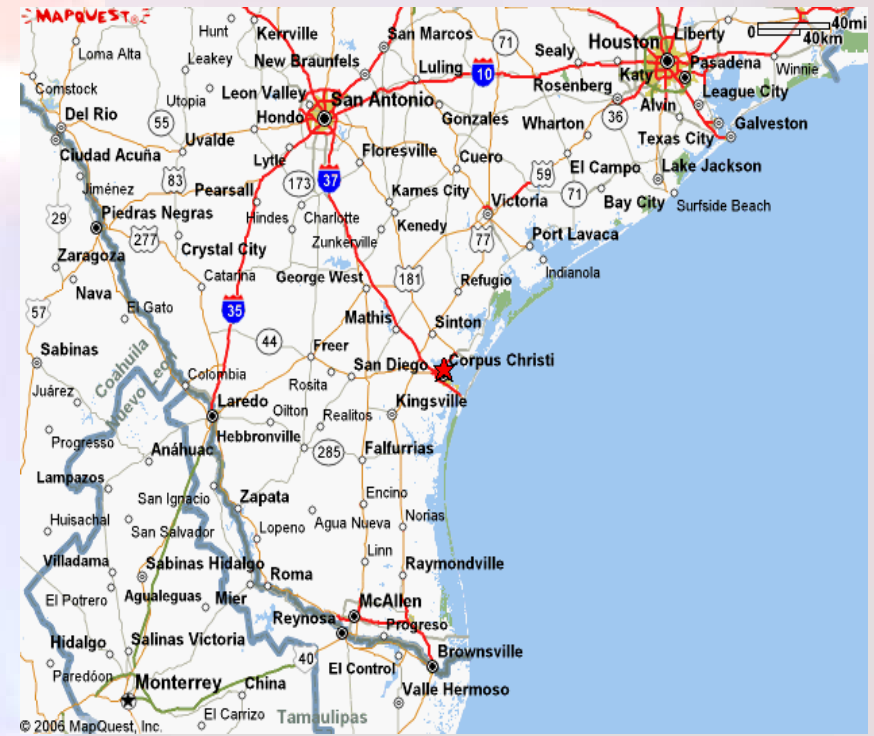 MAPQUEST
Hunt
Kerrville
San Marcos
71
Houston
Liberty
0
40mi
40km
Loma Alta
Leakey
New Braunfels
Luling
10
Sealy
Katy
Pasadena
Winnie
Comstock
Utopia
Leon Valley
San Antonio
Rosenberg
League City
Del Rio
55
Hondo
Gonzales
Wharton
36
Alvin
Galveston
Ciudad Acuña
Uvalde
Lytle
Floresville
Cuero
Texas City
Jiménez
83
Pearsall
173
37
Karnes City
59
El Campo
Lake Jackson
29
Piedras Negras
Hindes
Charlotte
Victoria
71
Bay City
Surfside Beach
277
Crystal City
Zunkerville
Kenedy
77
Port Lavaca
Zaragoza
Catarina
George West
181
Refugio
Indianola
Nava
57
El Gato
35
Mathis
Sinton
Sabinas
44
Freer
San Diego
Corpus Christi
Coahuila
Nuevo Leon
Colombia
Rosita
Juárez
Laredo
Oilton
Realitos
Kingsville
Progresso
Hebbronville
Anáhuac
285
Falfurrias
Lampazos
San Ignacio
Zapata
Encino
Huisachal
San Salvador
Lopeno
Agua Nueva
Norias
Villadama
Sabinas Hidalgo
Linn
Raymondville
El Potrero
Agualeguas
Mier
Roma
McAllen
Reynosa
Progreso
Hidalgo
Salinas Victoria
Brownsville
Paredóon
40
El Control
Monterrey
China
Valle Hermoso
El Carrizo
Tamaulipas
© 2006 MapQuest, Inc.